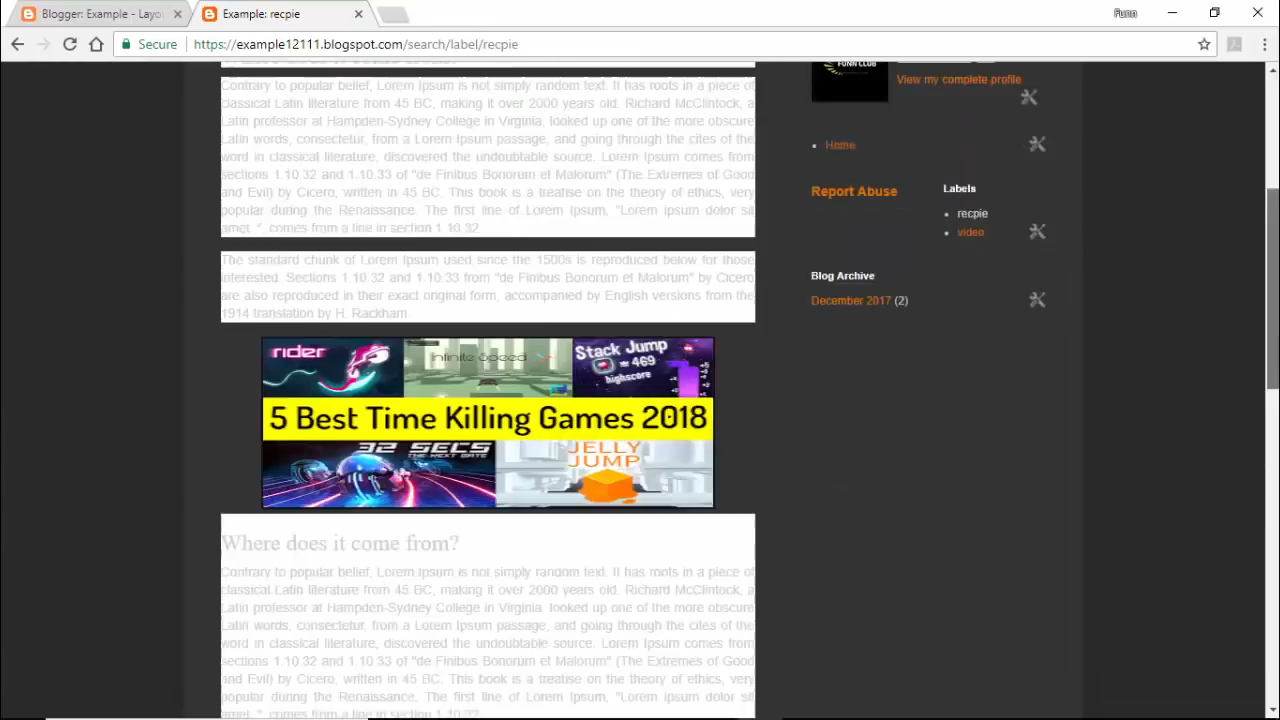 Blogger: Example - Layou
Example: recpie
Funn
Secure
https://example12111.blogspot.com/search/label/recpie
Contrary to popular belief, Lorem Ipsum is not simply random text. It has roots in a piece of
classical Latin literature from 45 BC, making it over 2000 years old. Richard McClintock, a
Latin professor at Hampden-Sydney College in Virginia, looked up one of the more obscure
Latin words, consectetur, from a Lorem Ipsum passage, and going through the cites of the
word in classical literature, discovered the undoubtable source. Lorem Ipsum comes from
sections 1.10.32 and 1.10.33 of "de Finibus Bonorum et Malorum" (The Extremes of Good
and Evil) by Cicero, written in 45 BC. This book is a treatise on the theory of ethics, very
popular during the Renaissance. The first line of Lorem Ipsum, "Lorem ipsum dolor sit
amet..", comes from a line in section 1.10.32.
The standard chunk of Lorem Ipsum used since the 1500s is reproduced below for those
interested. Sections 1.10.32 and 1.10.33 from "de Finibus Bonorum et Malorum" by Cicero
are also reproduced in their exact original form, accompanied by English versions from the
1914 translation by H. Rackham.
rider
Infinite Speed
Stack Jump
469
highscore
5 Best Time Killing Games 2018
32 SECS
JELLY
JUMP
Where does it come from?
Contrary to popular belief, Lorem Ipsum is not simply random text. It has roots in a piece of
classical Latin literature from 45 BC, making it over 2000 years old. Richard McClintock, a
Latin professor at Hampden-Sydney College in Virginia, looked up one of the more obscure
Latin words, consectetur, from a Lorem Ipsum passage, and going through the cites of the
word in classical literature, discovered the undoubtable source. Lorem Ipsum comes from
sections 1.10.32 and 1.10.33 of "de Finibus Bonorum et Malorum" (The Extremes of Good
and Evil) by Cicero, written in 45 BC. This book is a treatise on the theory of ethics, very
popular during the Renaissance. The first line of Lorem Ipsum, "Lorem ipsum dolor sit
amet..", comes from a line in section 1.10.32.
FUNN CLUB
View my complete profile
Home
Report Abuse
Labels
recpie
video
Blog Archive
December 2017 (2)